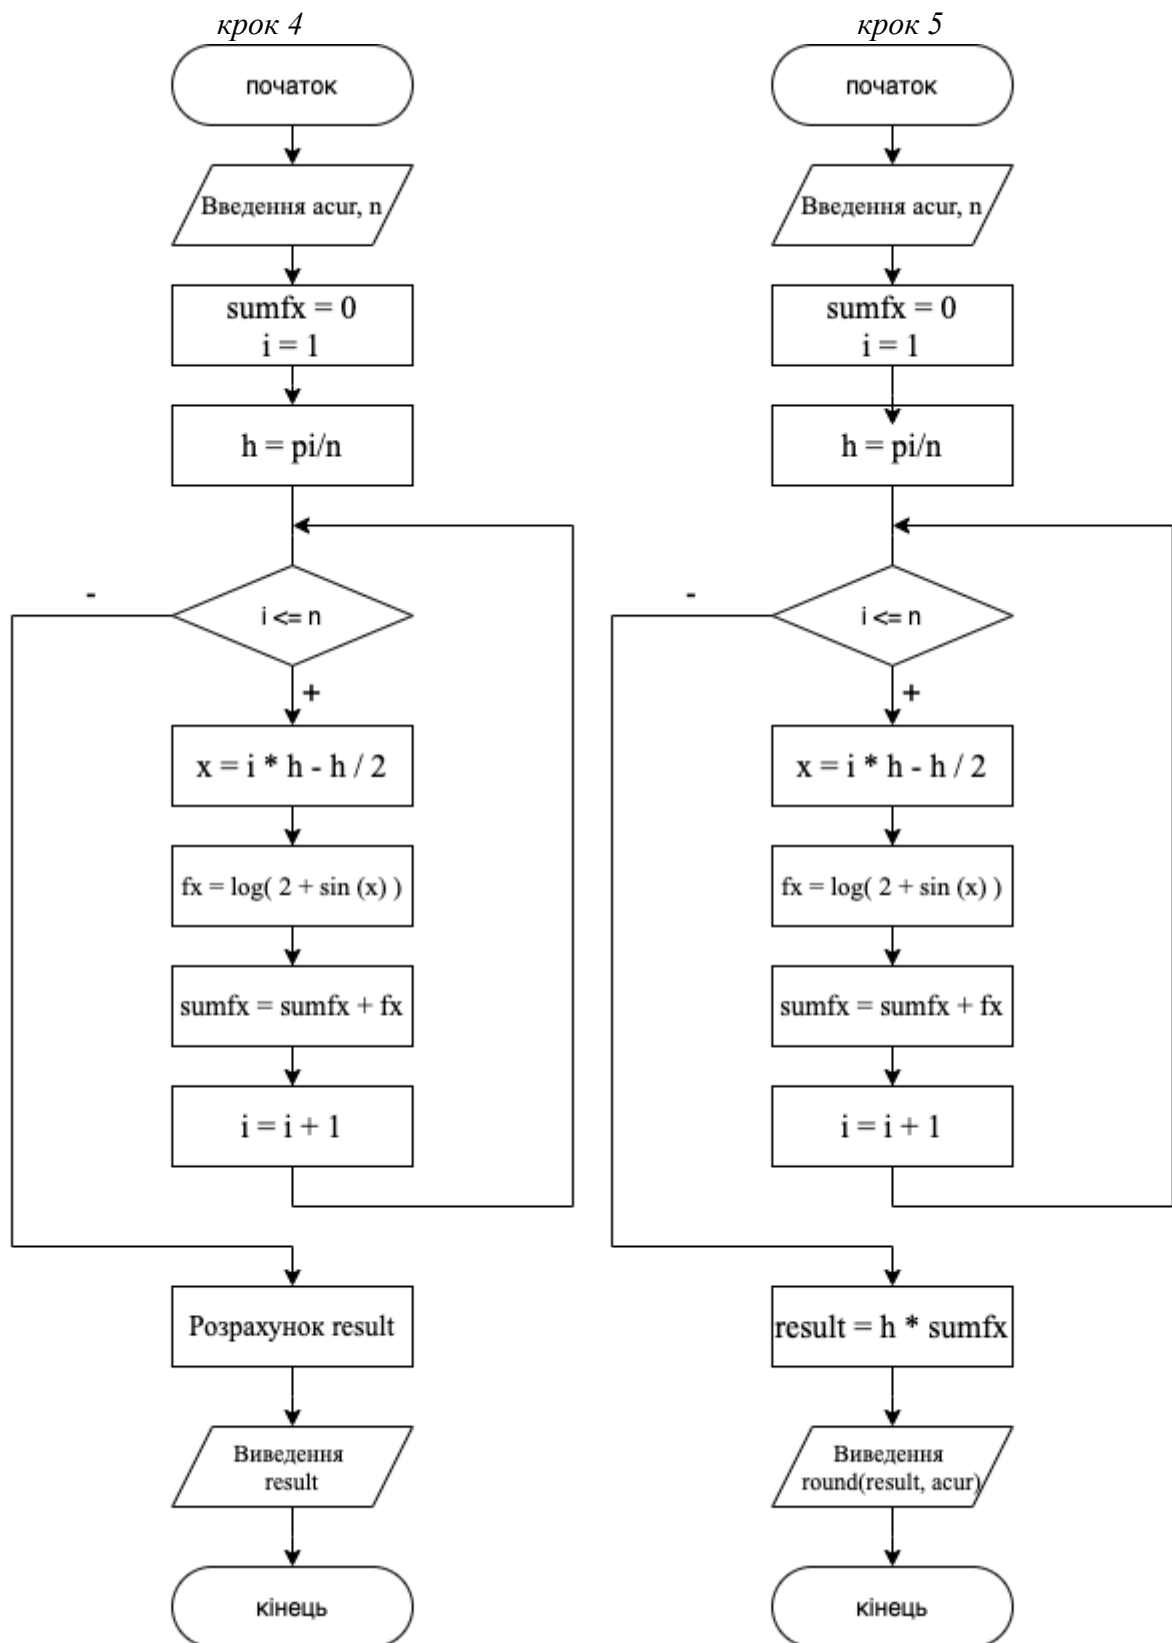 крок 4
початок
Введення acur, n
sumfx = 0
i = 1
h = pi/n
i <= n
-
+
x = i * h - h / 2
fx = log( 2 + sin (x) )
sumfx = sumfx + fx
i = i + 1
Розрахунок result
Виведення
result
кінець
крок 5
початок
Введення acur, n
sumfx = 0
i = 1
h = pi/n
i <= n
-
+
x = i * h - h / 2
fx = log( 2 + sin (x) )
sumfx = sumfx + fx
i = i + 1
result = h * sumfx
Виведення
round(result, acur)
кінець